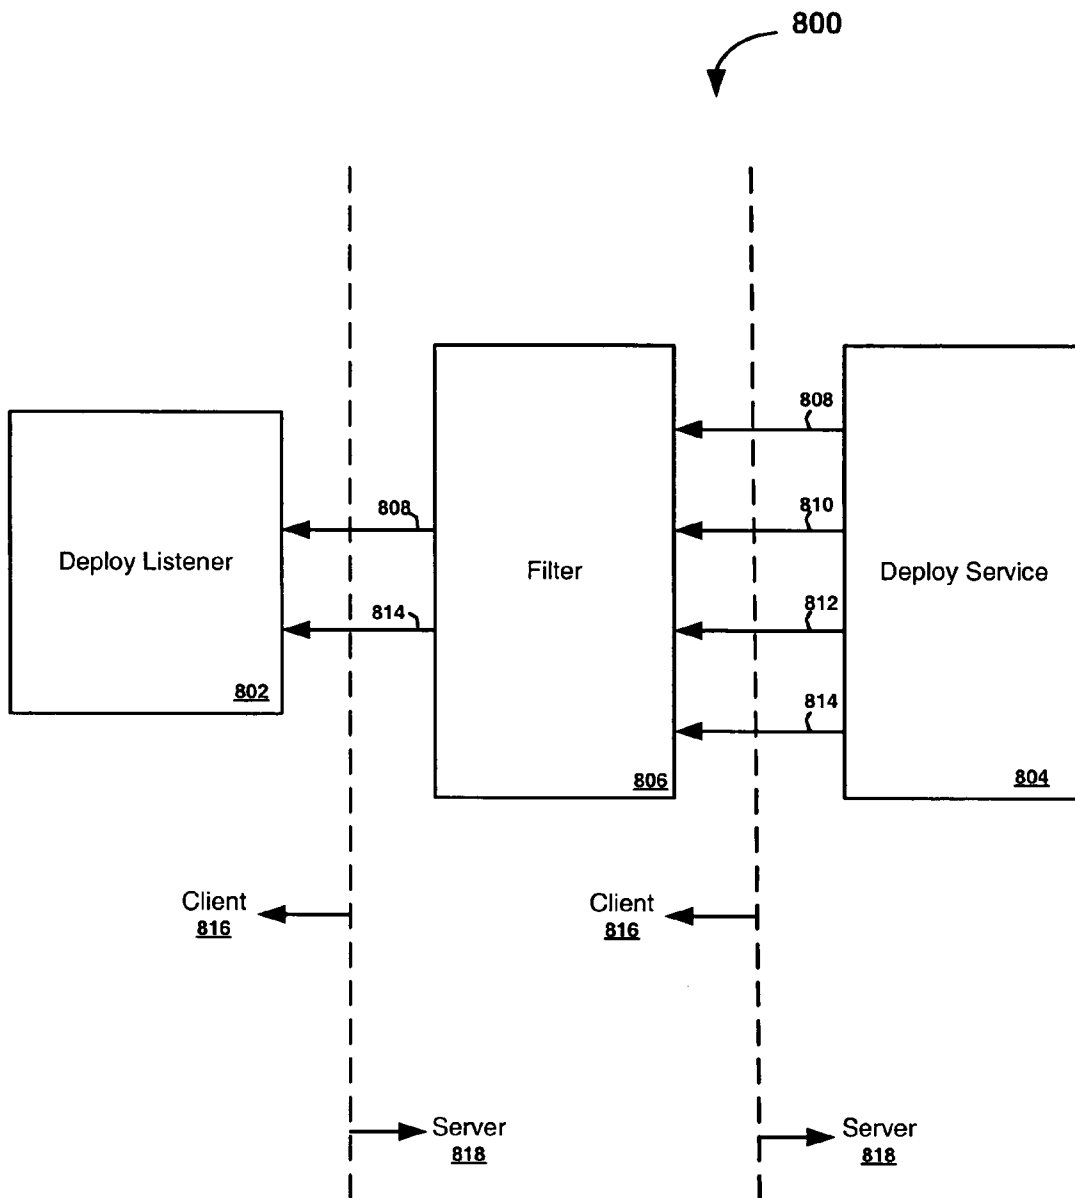 800
808
808
810
Deploy Listener
Filter
Deploy Service
814
812
802
814
806
804
Client
816
Client
816
Server
818
Server
818